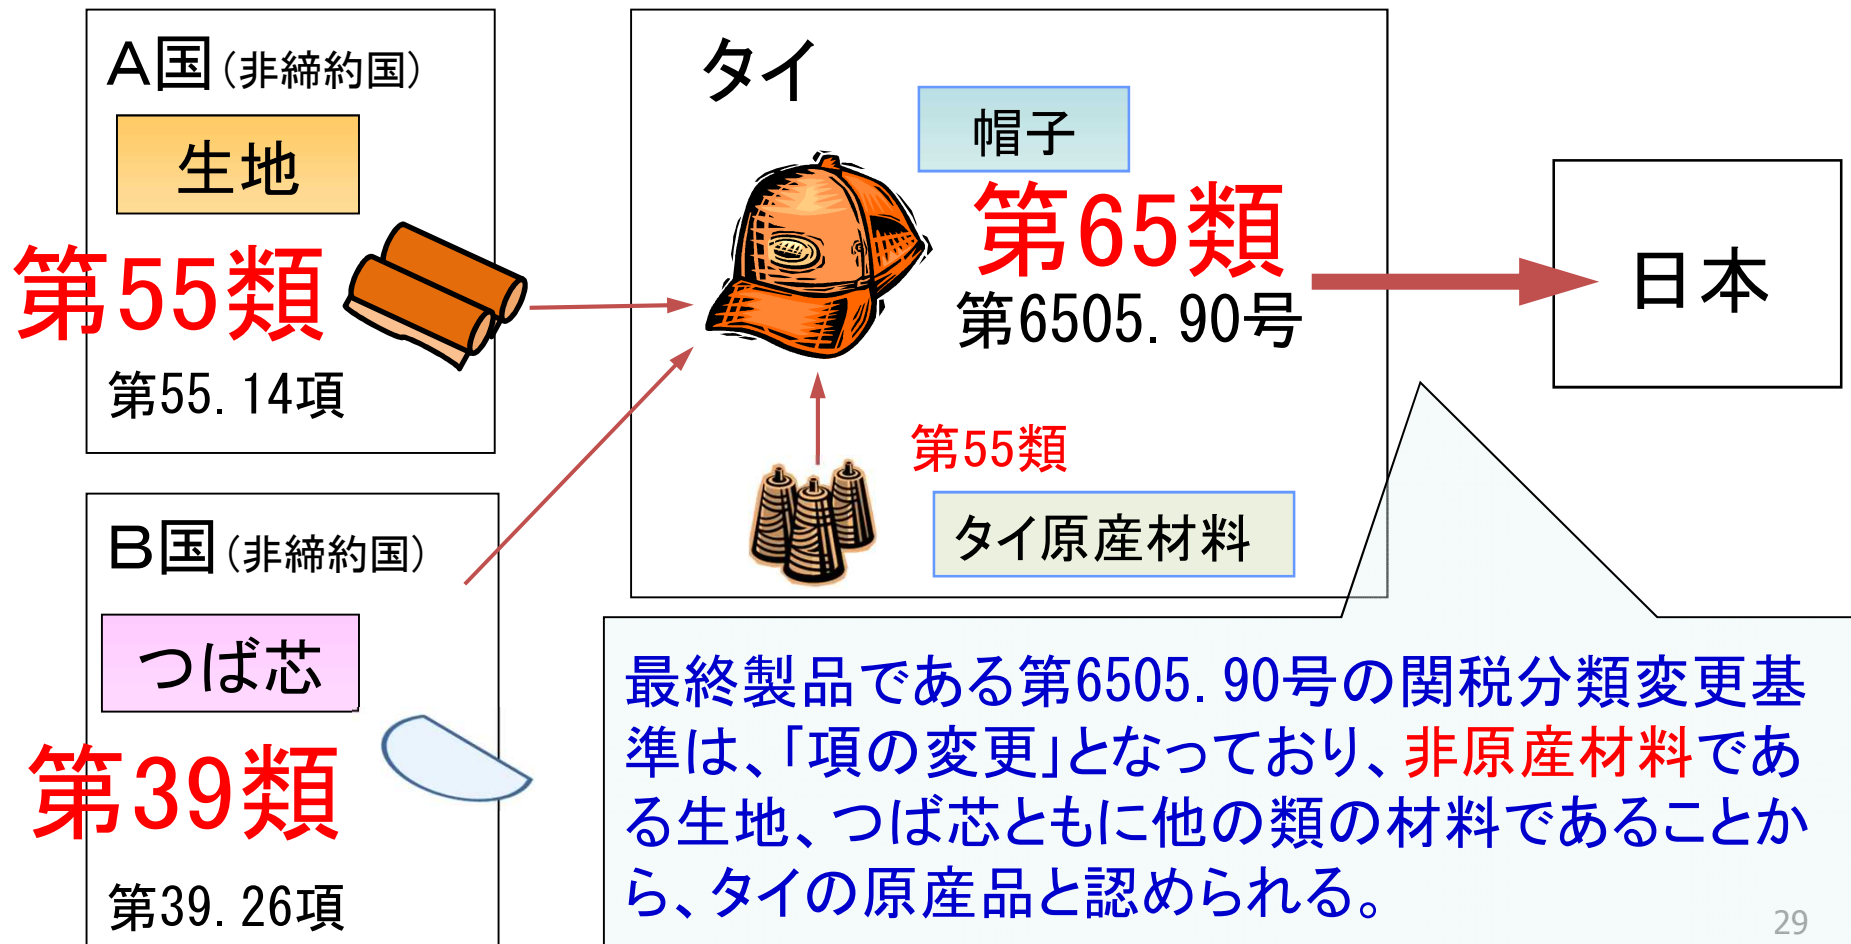 A国(非締約国)
生地
第55類
第55.14項
B国(非締約国)
つば芯
第39類
第39.26項
タイ
帽子
第65類
第6505.90号
第55類
タイ原産材料
日本
最終製品である第6505.90号の関税分類変更基
準は、「項の変更」となっており、非原産材料であ
る生地、つば芯ともに他の類の材料であることか
ら、タイの原産品と認められる。
29